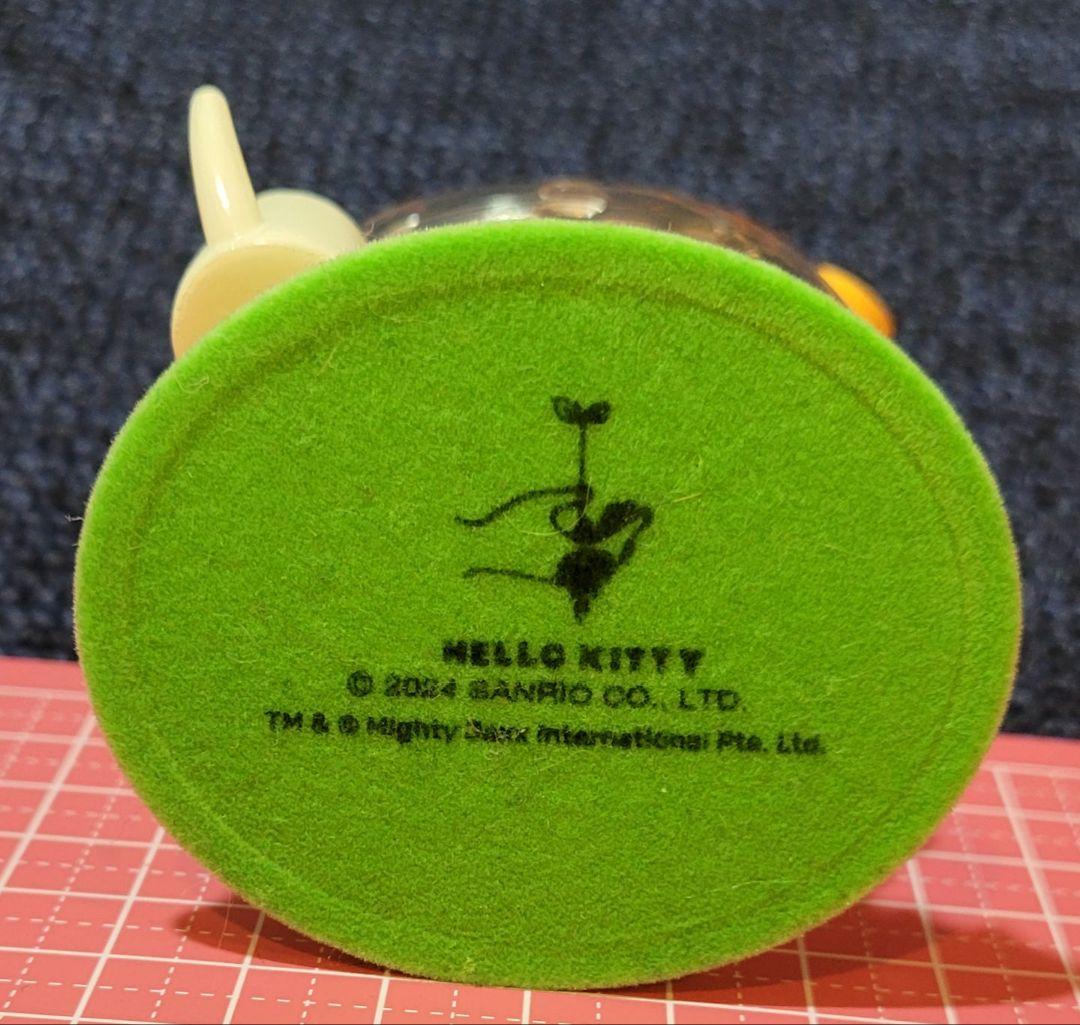 HELLO KITTY
© 2024 SANRIO CO., LTD.
TM & © Mighty Jaxx International Pte. Ltd.